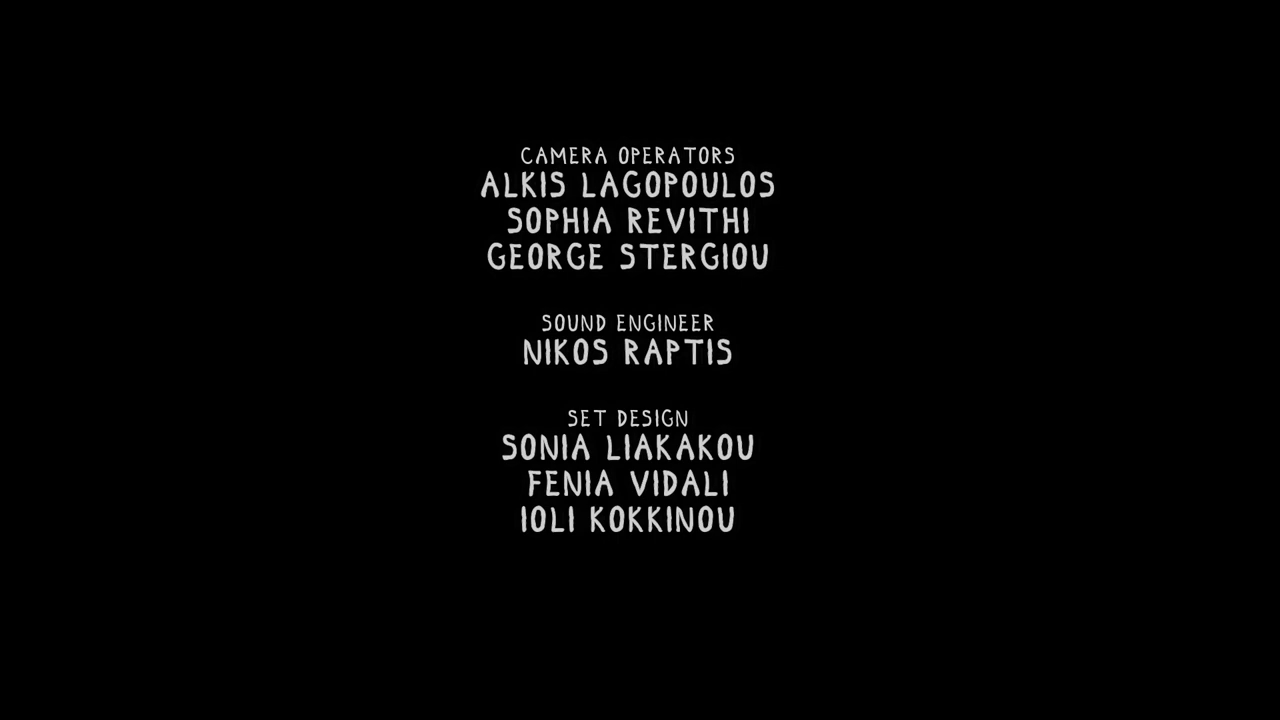 CAMERA OPERATORS
ALKIS LAGOPOULOS
SOPHIA REVITHI
GEORGE STERGIOU
SOUND ENGINEER
NIKOS RAPTIS
SET DESIGN
SONIA LIAKAKOU
FENIA VIDALI
IOLI KOKKINOU